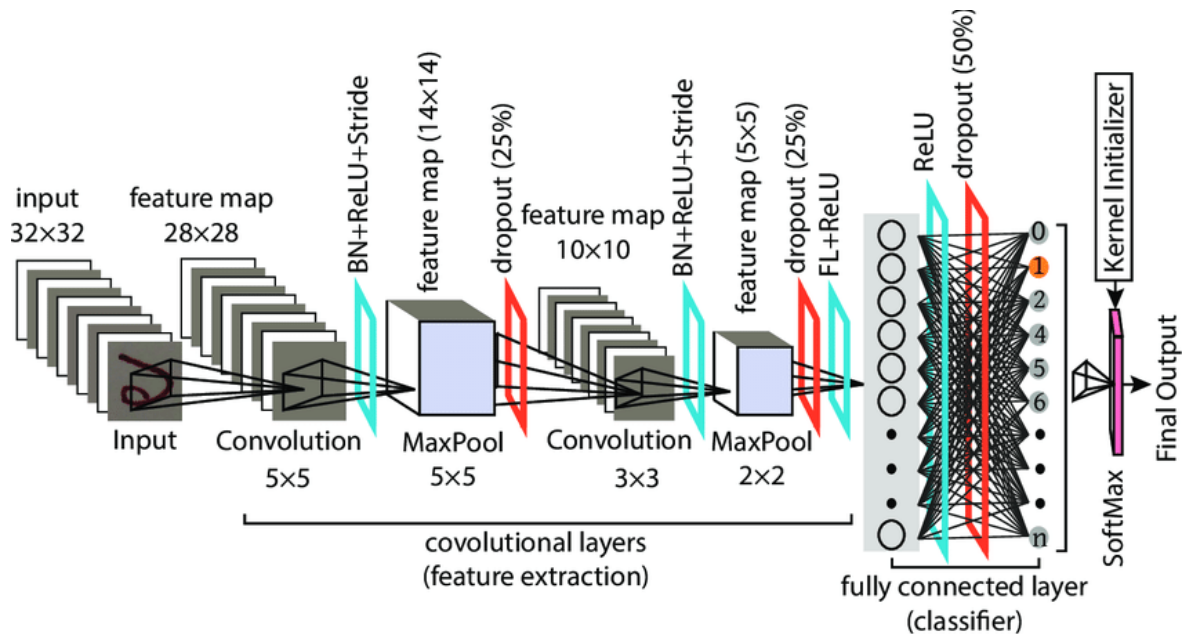 input
32×32
feature map
28×28
BN+ReLU+Stride
feature map (14×14)
dropout (25%)
feature map
10×10
BN+ReLU+Stride
feature map (5×5)
dropout (25%)
FL+ReLU
ReLU
dropout (50%)
Kernel Initializer
Input
Convolution
5×5
MaxPool
5×5
Convolution
3×3
MaxPool
2×2
0
1
2
4
5
6
n
SoftMax
Final Output
covolutional layers
(feature extraction)
fully connected layer
(classifier)